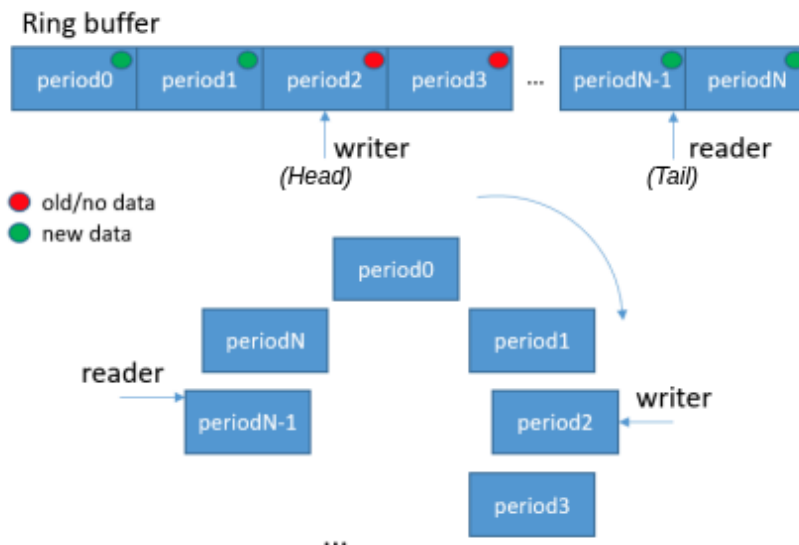 Ring buffer
period0 period1 period2 period3 ... periodN-1 periodN
writer reader
(Head) (Tail)
old/no data
new data
period0
periodN period1
reader
writer
periodN-1 period2
period3
...